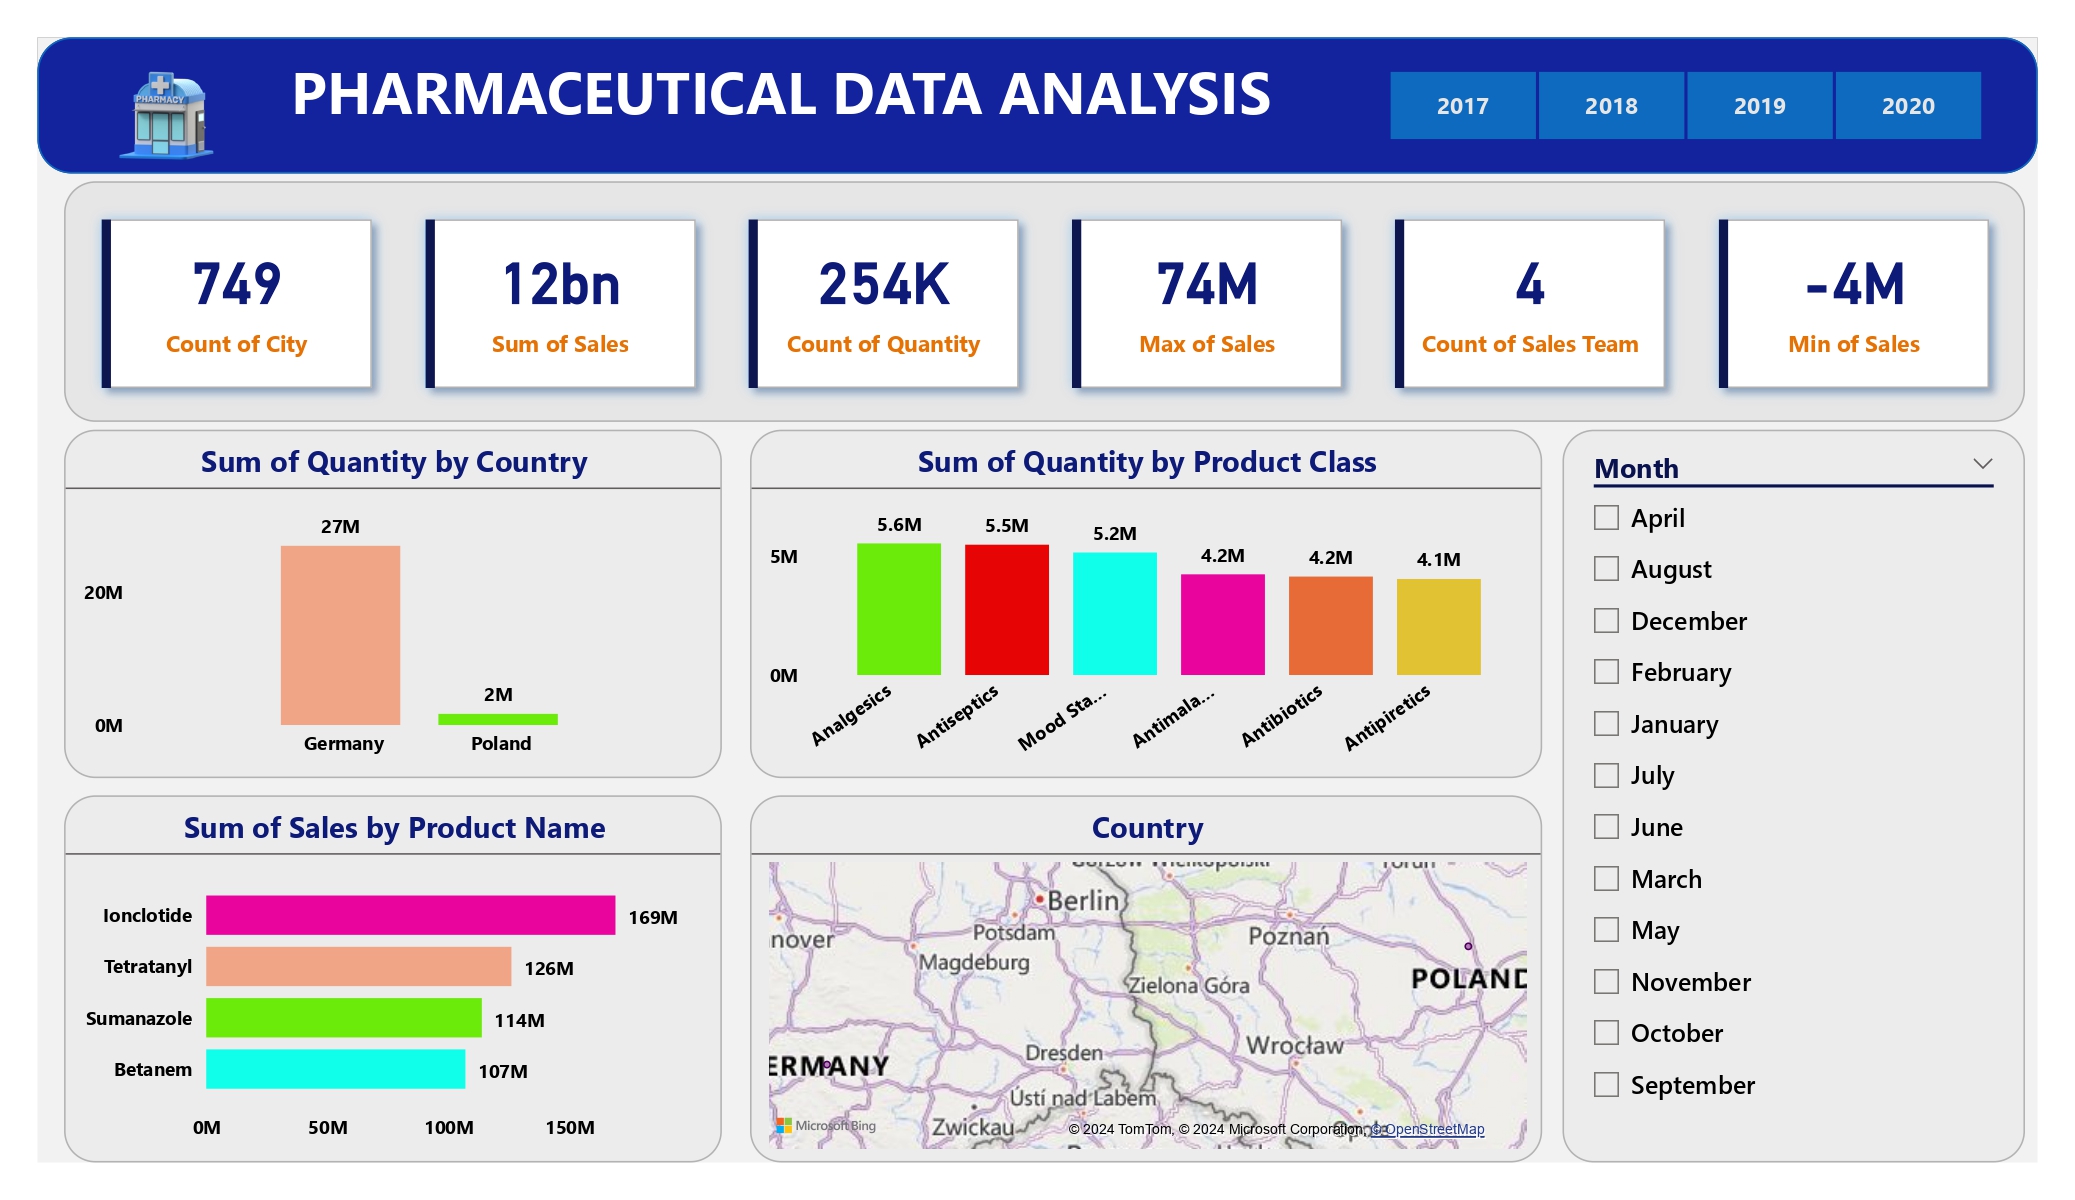 PHARMACY
PHARMACEUTICAL DATA ANALYSIS
2017
2018
2019
2020
749
Count of City
12bn
Sum of Sales
254K
Count of Quantity
74M
Max of Sales
4
Count of Sales Team
-4M
Min of Sales
Sum of Quantity by Country
20M
0M
27M
2M
Germany
Poland
Sum of Quantity by Product Class
5M
0M
5.6M
5.5M
5.2M
4.2M
4.2M
4.1M
Analgesics
Antiseptics
Mood Sta...
Antimala...
Antibiotics
Antipiretics
Sum of Sales by Product Name
Ionclotide
169M
Tetratanyl
126M
Sumanazole
114M
Betanem
107M
0M
50M
100M
150M
Country
Berlin
nover
Potsdam
Poznań
Magdeburg
POLAND
Zielona Góra
Dresden
Wrocław
ERMANY
Ústí nad Labem
Zwickau
Microsoft Bing
© 2024 TomTom, © 2024 Microsoft Corporation, © OpenStreetMap
Month
April
August
December
February
January
July
June
March
May
November
October
September